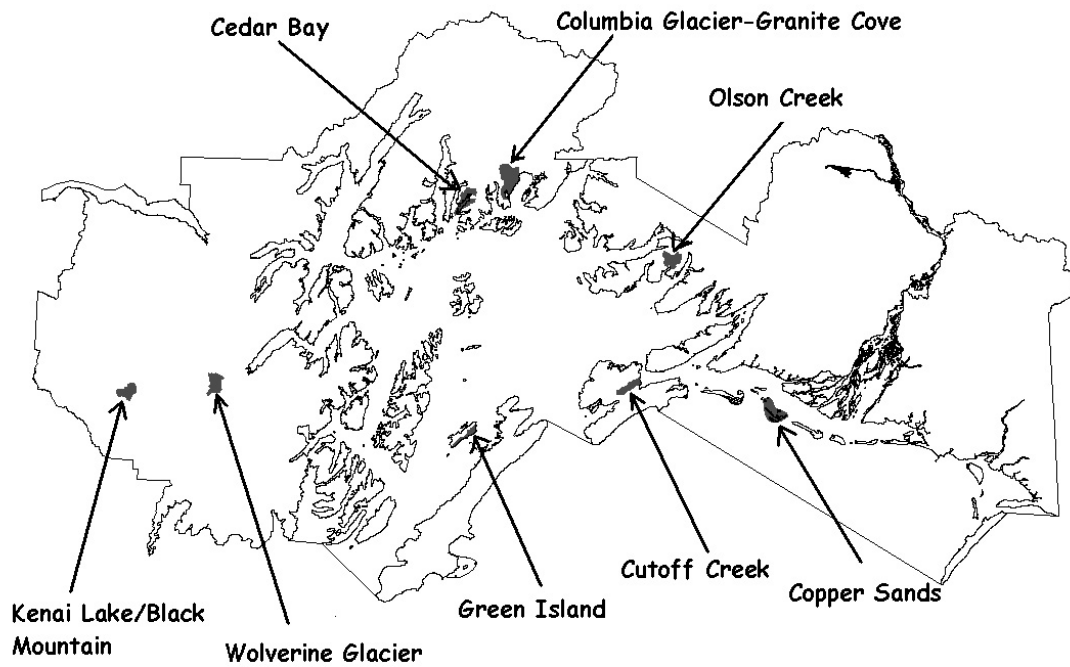 Cedar Bay
Columbia Glacier-Granite Cove
Olson Creek
Cutoff Creek
Copper Sands
Green Island
Kenai Lake/Black
Mountain
Wolverine Glacier